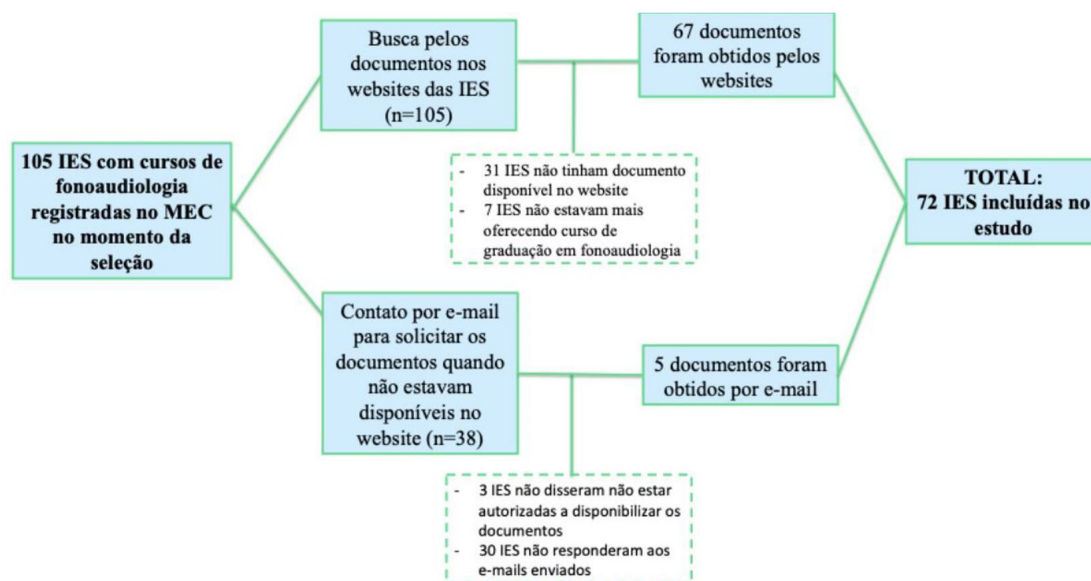 105 IES com cursos de
fonoaudiologia
registradas no MEC
no momento da
seleção
Busca pelos
documentos nos
websites das IES
(n=105)
67 documentos
foram obtidos pelos
websites
- 31 IES não tinham documento
disponível no website
- 7 IES não estavam mais
oferecendo curso de
graduação em fonoaudiologia
TOTAL:
72 IES incluídas no
estudo
Contato por e-mail
para solicitar os
documentos quando
não estavam
disponíveis no
website (n=38)
5 documentos foram
obtidos por e-mail
- 3 IES não disseram não estar
autorizadas a disponibilizar os
documentos
- 30 IES não responderam aos
e-mails enviados